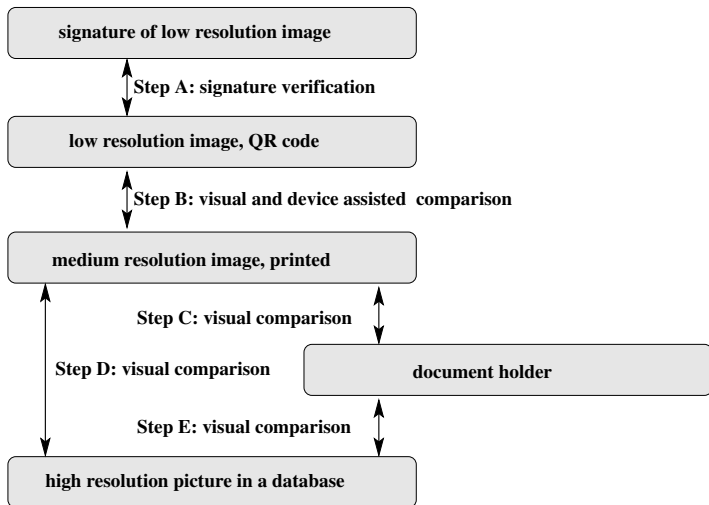 signature of low resolution image
Step A: signature verification
low resolution image, QR code
Step B: visual and device assisted comparison
medium resolution image, printed
Step C: visual comparison
Step D: visual comparison
document holder
Step E: visual comparison
high resolution picture in a database